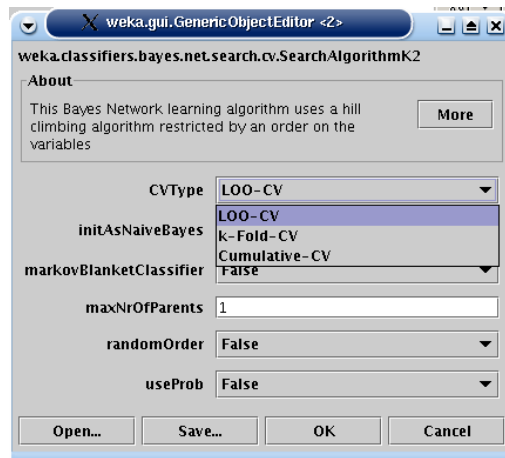 weka.gui.GenericObjectEditor <2>
weka.classifiers.bayes.net.search.cv.SearchAlgorithmK2
About
This Bayes Network learning algorithm uses a hill
climbing algorithm restricted by an order on the
variables
More
CVType LOO-CV
LOO-CV
initAsNaiveBayes k-Fold-CV
Cumulative-CV
markovBlanketClassifier False
maxNrOfParents 1
randomOrder False
useProb False
Open... Save... OK Cancel